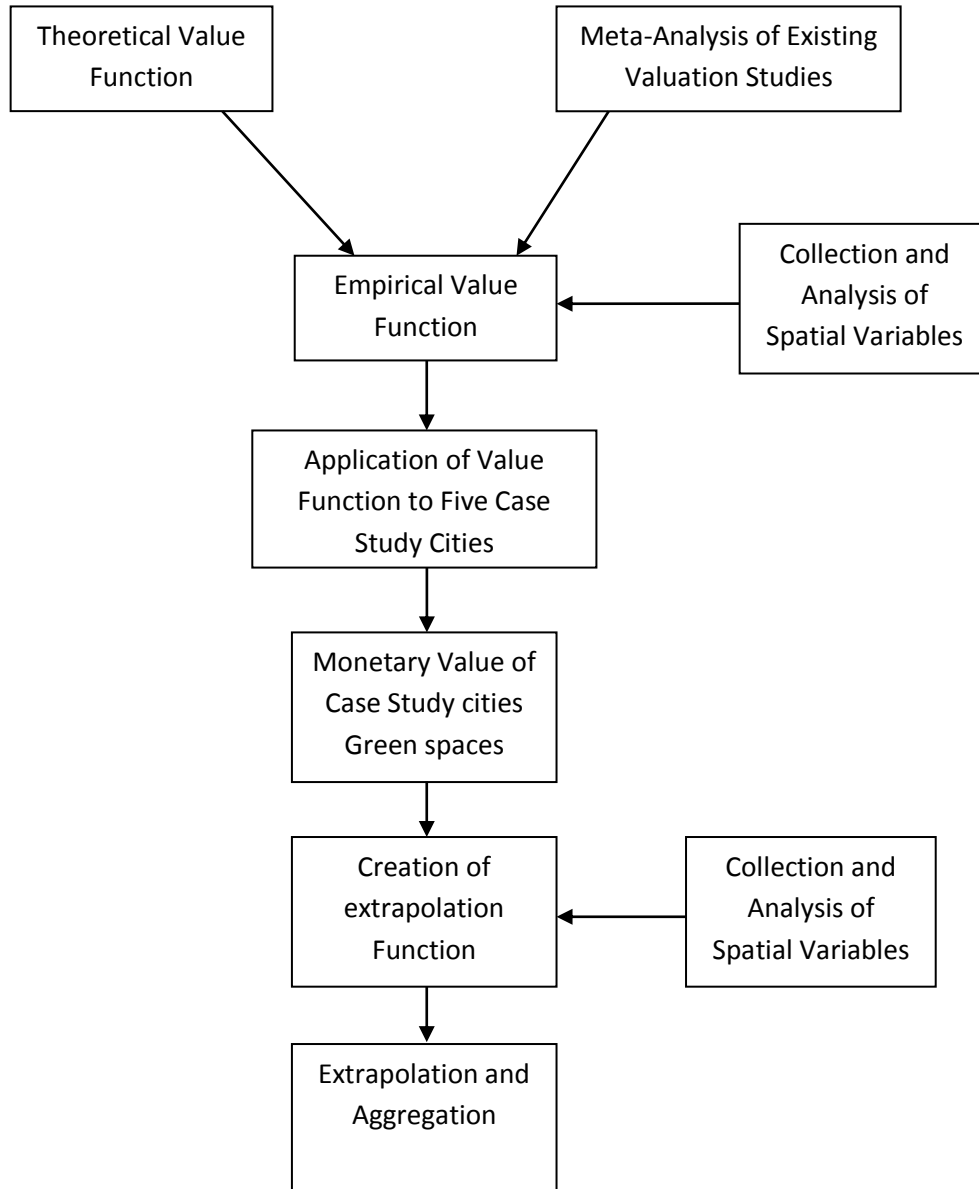 Theoretical Value
Function
Meta-Analysis of Existing
Valuation Studies
Empirical Value
Function
Collection and
Analysis of
Spatial Variables
Application of Value
Function to Five Case
Study Cities
Monetary Value of
Case Study cities
Green spaces
Creation of
extrapolation
Function
Collection and
Analysis of
Spatial Variables
Extrapolation and
Aggregation